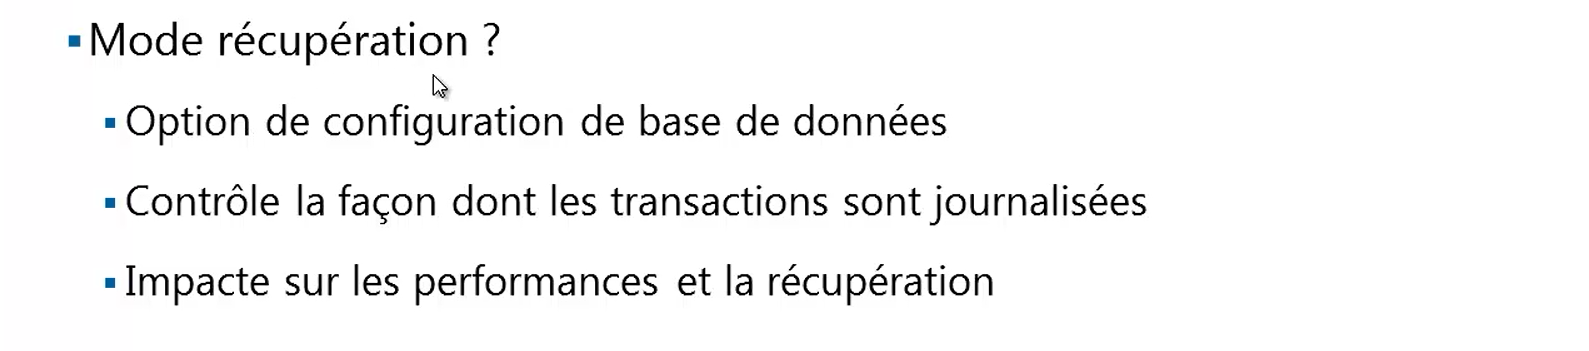 Mode récupération ?
Option de configuration de base de données
Contrôle la façon dont les transactions sont journalisées
Impacte sur les performances et la récupération